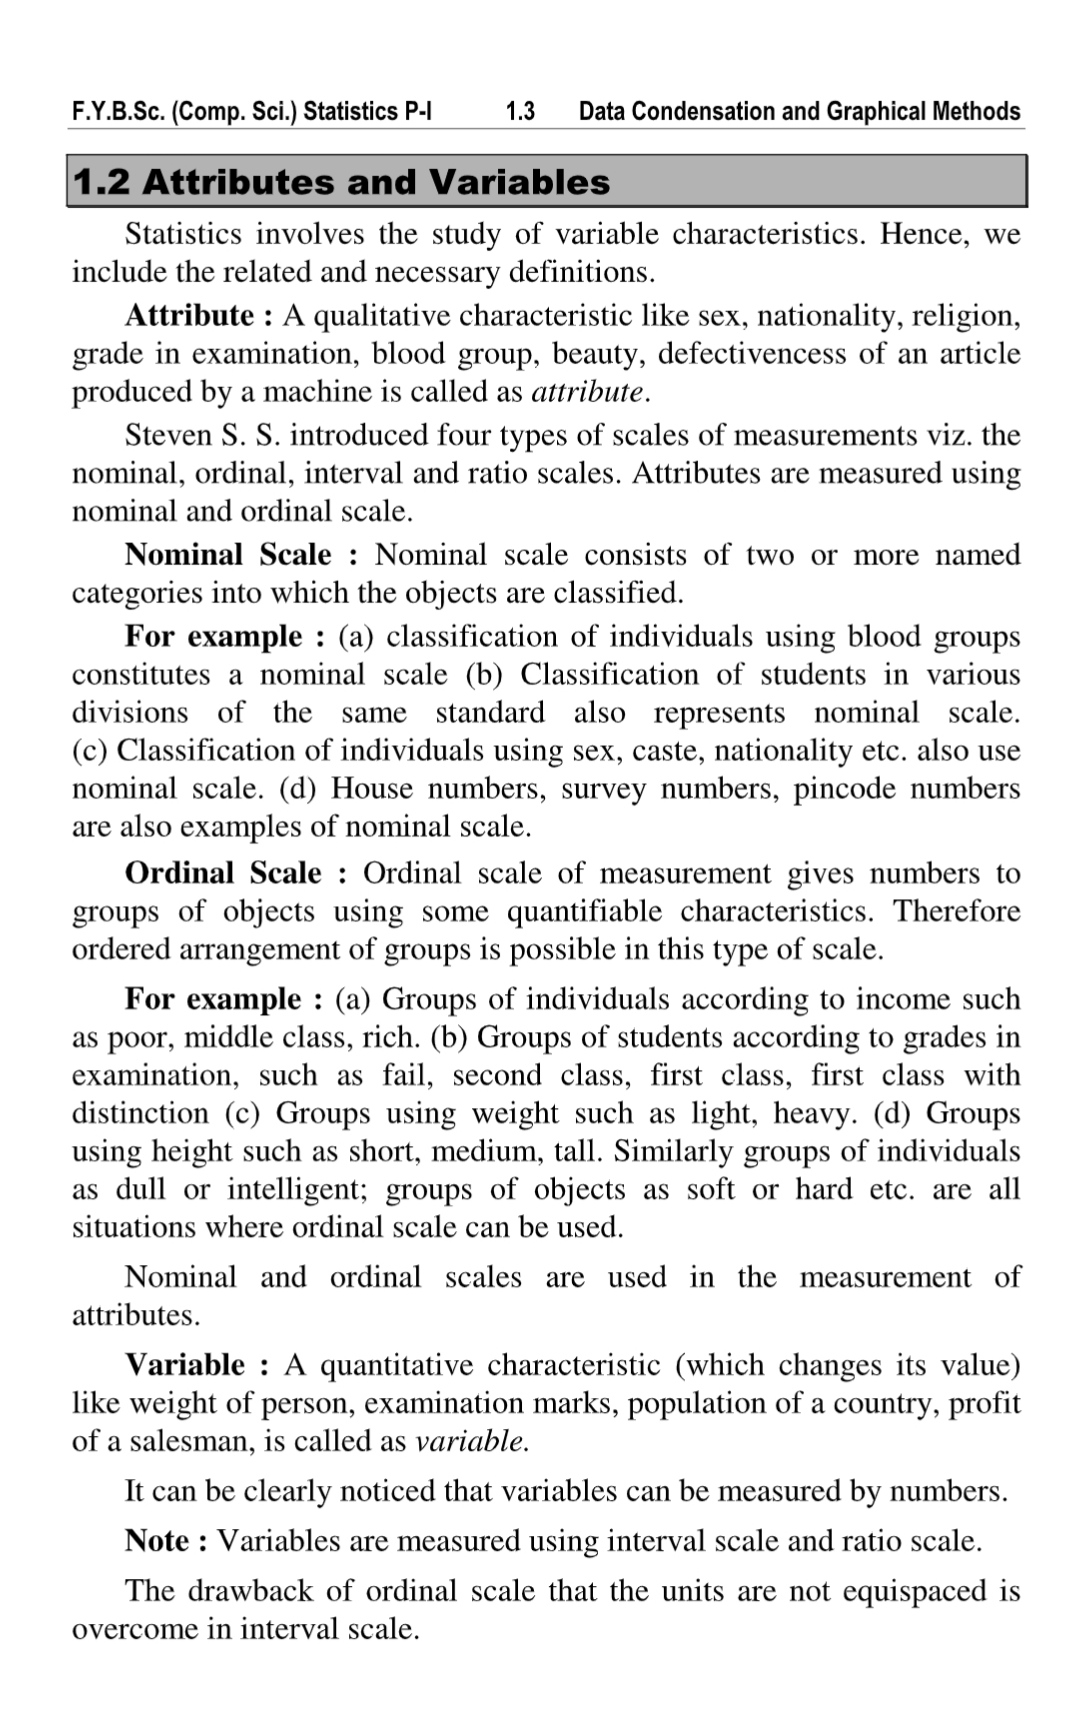 F.Y.B.Sc. (Comp. Sci.) Statistics P-I 1.3 Data Condensation and Graphical Methods
1.2 Attributes and Variables
Statistics involves the study of variable characteristics. Hence, we
include the related and necessary definitions.
Attribute : A qualitative characteristic like sex, nationality, religion,
grade in examination, blood group, beauty, defectivencess of an article
produced by a machine is called as attribute.
Steven S. S. introduced four types of scales of measurements viz. the
nominal, ordinal, interval and ratio scales. Attributes are measured using
nominal and ordinal scale.
Nominal Scale : Nominal scale consists of two or more named
categories into which the objects are classified.
For example : (a) classification of individuals using blood groups
constitutes a nominal scale (b) Classification of students in various
divisions of the same standard also represents nominal scale.
(c) Classification of individuals using sex, caste, nationality etc. also use
nominal scale. (d) House numbers, survey numbers, pincode numbers
are also examples of nominal scale.
Ordinal Scale : Ordinal scale of measurement gives numbers to
groups of objects using some quantifiable characteristics. Therefore
ordered arrangement of groups is possible in this type of scale.
For example : (a) Groups of individuals according to income such
as poor, middle class, rich. (b) Groups of students according to grades in
examination, such as fail, second class, first class, first class with
distinction (c) Groups using weight such as light, heavy. (d) Groups
using height such as short, medium, tall. Similarly groups of individuals
as dull or intelligent; groups of objects as soft or hard etc. are all
situations where ordinal scale can be used.
Nominal and ordinal scales are used in the measurement of
attributes.
Variable : A quantitative characteristic (which changes its value)
like weight of person, examination marks, population of a country, profit
of a salesman, is called as variable.
It can be clearly noticed that variables can be measured by numbers.
Note : Variables are measured using interval scale and ratio scale.
The drawback of ordinal scale that the units are not equispaced is
overcome in interval scale.